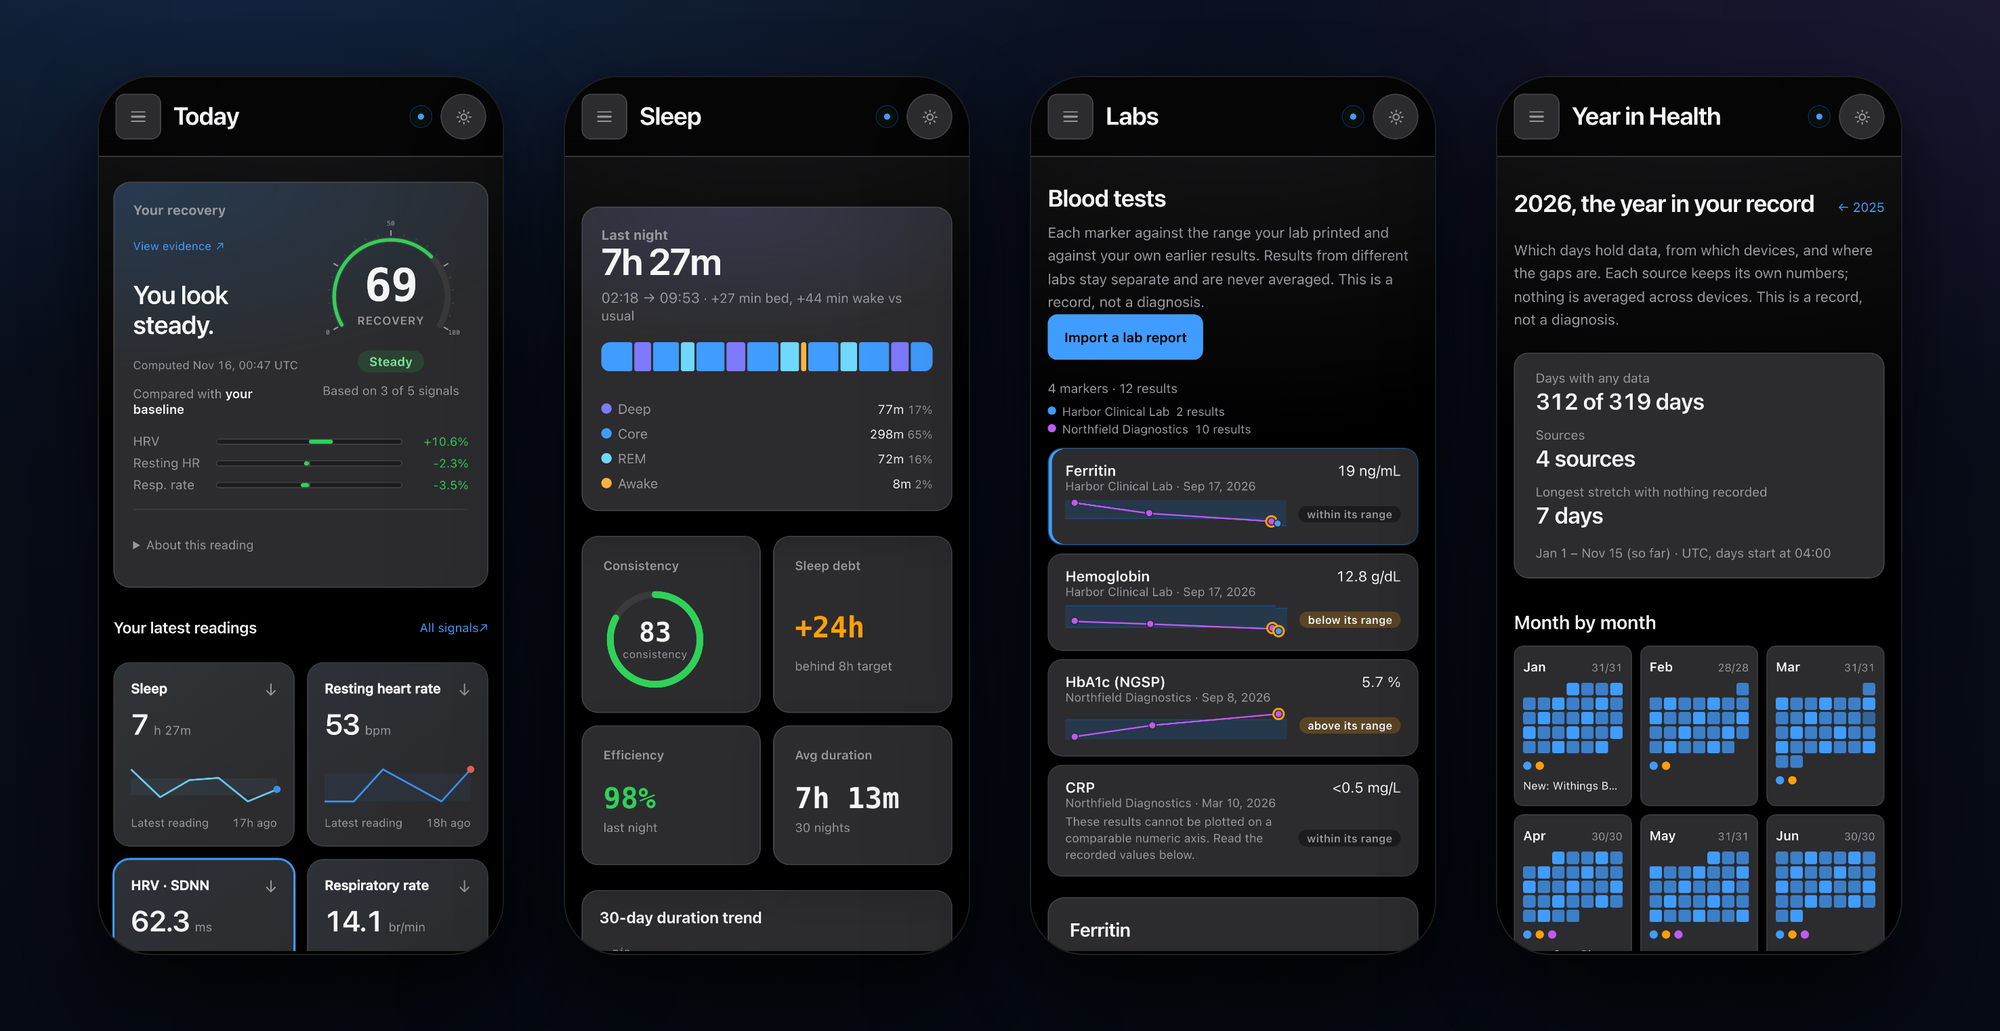 Today
Your recovery
View evidence ↗
You look
steady.
Computed Nov 16, 00:47 UTC
Compared with your
baseline
50
0
100
69
RECOVERY
Steady
Based on 3 of 5 signals
HRV +10.6%
Resting HR -2.3%
Resp. rate -3.5%
▶ About this reading
Your latest readings
All signals↗
Sleep ↓
7 h 27m
Latest reading 17h ago
Resting heart rate ↓
53 bpm
Latest reading 18h ago
HRV · SDNN ↓
62.3 ms
Respiratory rate ↓
14.1 br/min
Sleep
Last night
7h 27m
02:18 → 09:53 · +27 min bed, +44 min wake vs
usual
Deep 77m 17%
Core 298m 65%
REM 72m 16%
Awake 8m 2%
Consistency
83
consistency
Sleep debt
+24h
behind 8h target
Efficiency
98%
last night
Avg duration
7h 13m
30 nights
30-day duration trend
Labs
Blood tests
Each marker against the range your lab printed and
against your own earlier results. Results from different
labs stay separate and are never averaged. This is a
record, not a diagnosis.
Import a lab report
4 markers · 12 results
Harbor Clinical Lab 2 results
Northfield Diagnostics 10 results
Ferritin 19 ng/mL
Harbor Clinical Lab · Sep 17, 2026
within its range
Hemoglobin 12.8 g/dL
Harbor Clinical Lab · Sep 17, 2026
below its range
HbA1c (NGSP) 5.7 %
Northfield Diagnostics · Sep 8, 2026
above its range
CRP <0.5 mg/L
Northfield Diagnostics · Mar 10, 2026
These results cannot be plotted on a
comparable numeric axis. Read the
recorded values below.
within its range
Ferritin
Year in Health
2026, the year in your record
← 2025
Which days hold data, from which devices, and where
the gaps are. Each source keeps its own numbers;
nothing is averaged across devices. This is a record,
not a diagnosis.
Days with any data
312 of 319 days
Sources
4 sources
Longest stretch with nothing recorded
7 days
Jan 1 – Nov 15 (so far) · UTC, days start at 04:00
Month by month
Jan 31/31
New: Withings B...
Feb 28/28
Mar 31/31
Apr 30/30
May 31/31
Jun 30/30